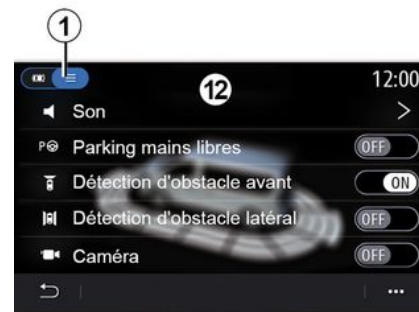 1
12
12:00
Son
Parking mains libres
OFF
Détection d'obstacle avant
ON
Détection d'obstacle latéral
OFF
Caméra
OFF